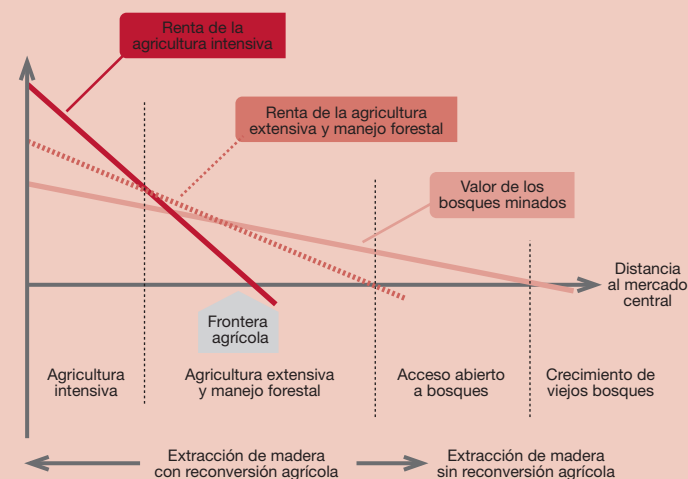 Renta de la
agricultura intensiva
Renta de la agricultura
extensiva y manejo forestal
Valor de los
bosques minados
Distancia
al mercado
central
Frontera
agrícola
Agricultura
intensiva
Agricultura extensiva
y manejo forestal
Acceso abierto
a bosques
Crecimiento de
viejos bosques
Extracción de madera
con reconversión agrícola
Extracción de madera
sin reconversión agrícola